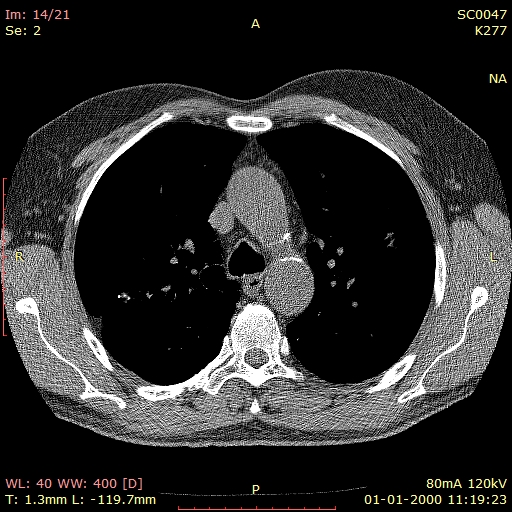 Im: 14/21
Se: 2
A
SC0047
K277
NA
R
L
WL: 40 WW: 400 [D]
T: 1.3mm L: -119.7mm
P
80mA 120kV
01-01-2000 11:19:23